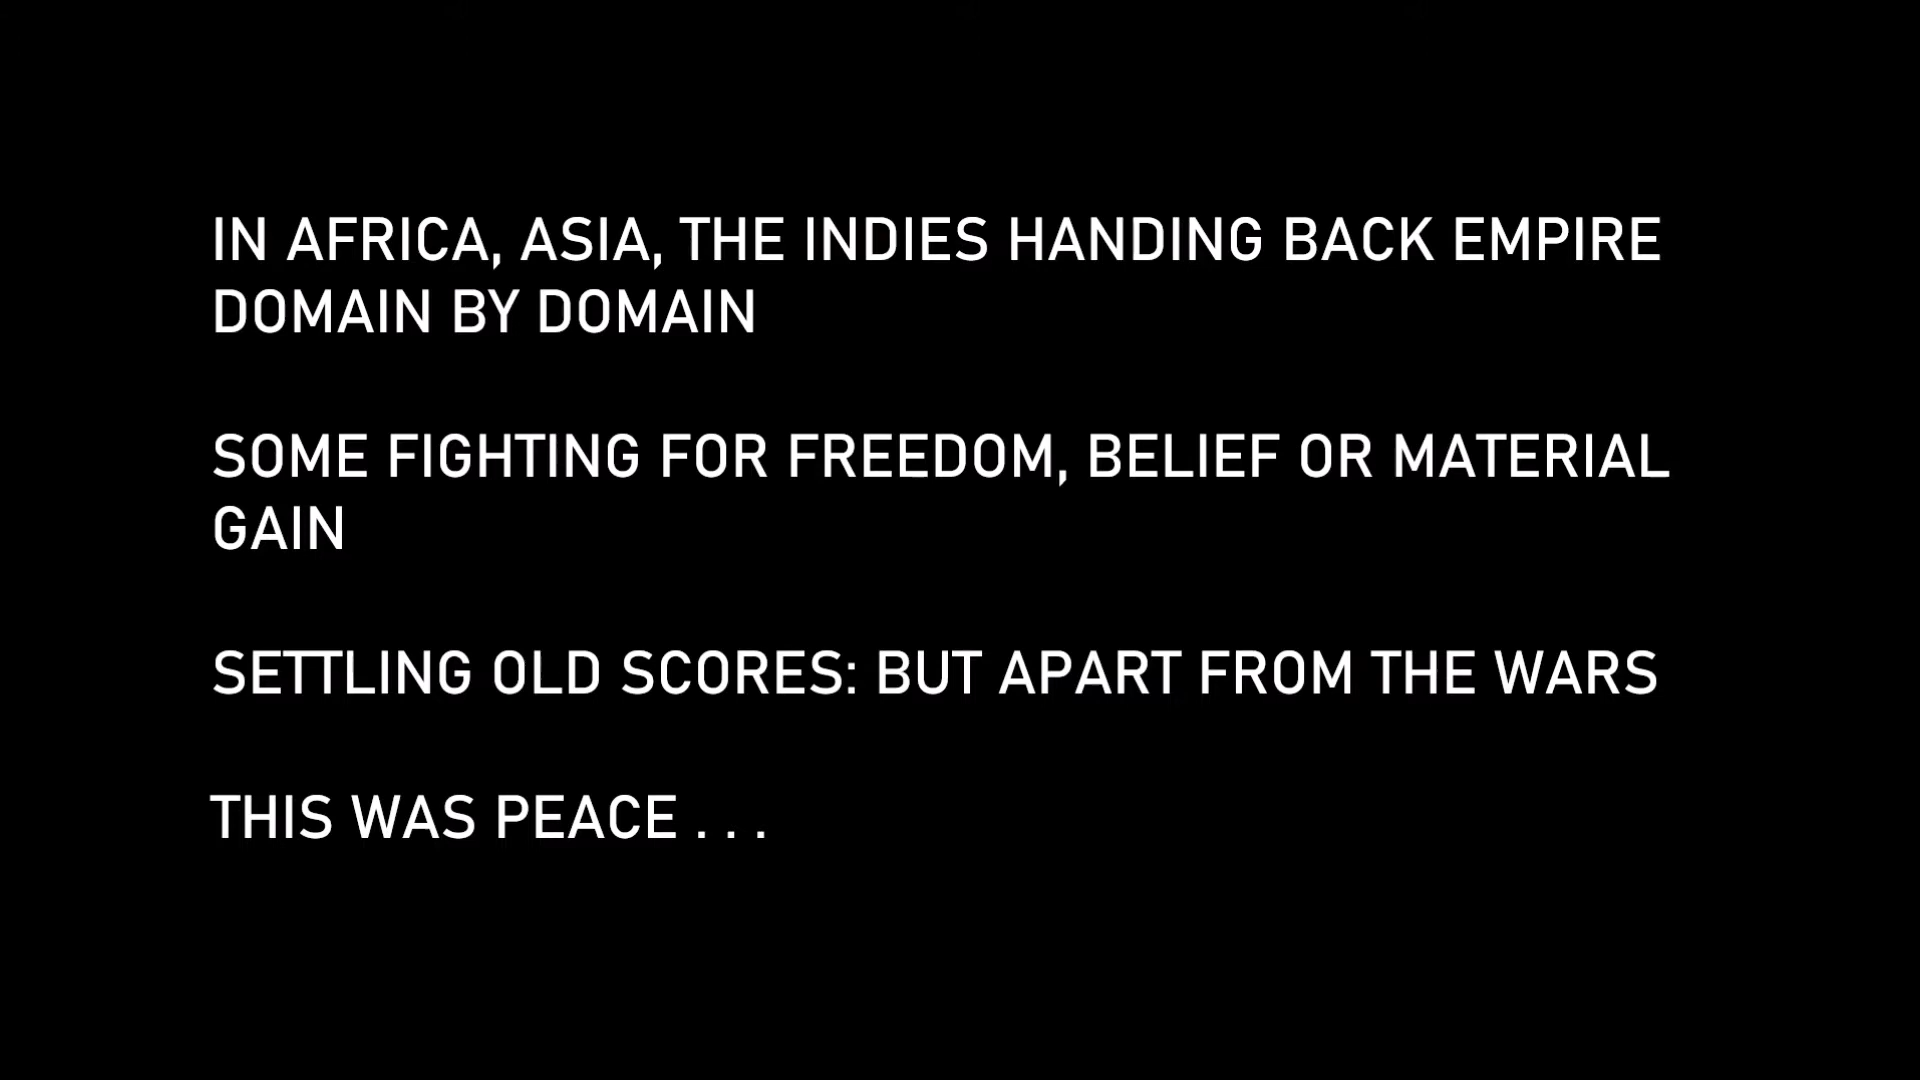 IN AFRICA, ASIA, THE INDIES HANDING BACK EMPIRE
DOMAIN BY DOMAIN
SOME FIGHTING FOR FREEDOM, BELIEF OR MATERIAL
GAIN
SETTLING OLD SCORES: BUT APART FROM THE WARS
THIS WAS PEACE . . .